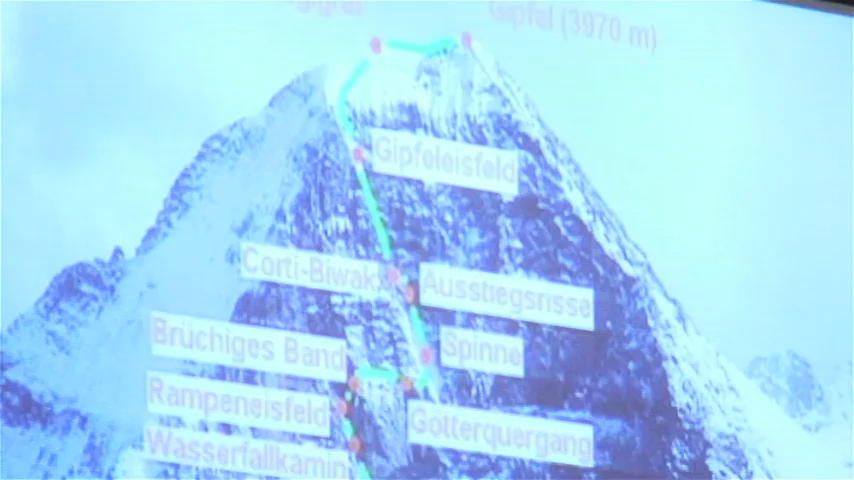 Gipfel (3970 m)
Gipfeleisfeld
Corti-Biwak
Ausstiegsrisse
Brüchiges Band
Spinne
Rampeneisfeld
Götterquergang
Wasserfallkamin